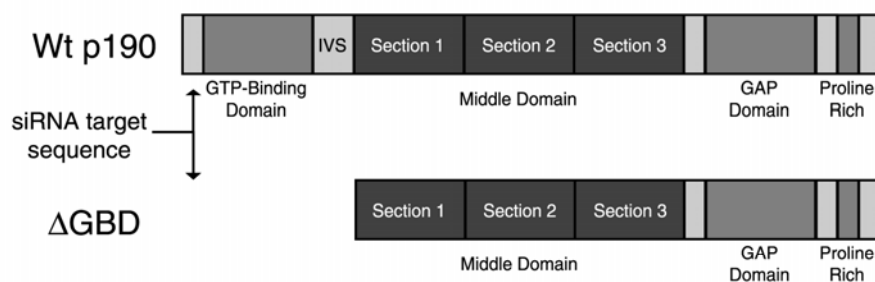 Wt p190
IVS
Section 1
Section 2
Section 3
GTP-Binding
Domain
Middle Domain
GAP
Domain
Proline
Rich
siRNA target
sequence
ΔGBD
Section 1
Section 2
Section 3
Middle Domain
GAP
Domain
Proline
Rich